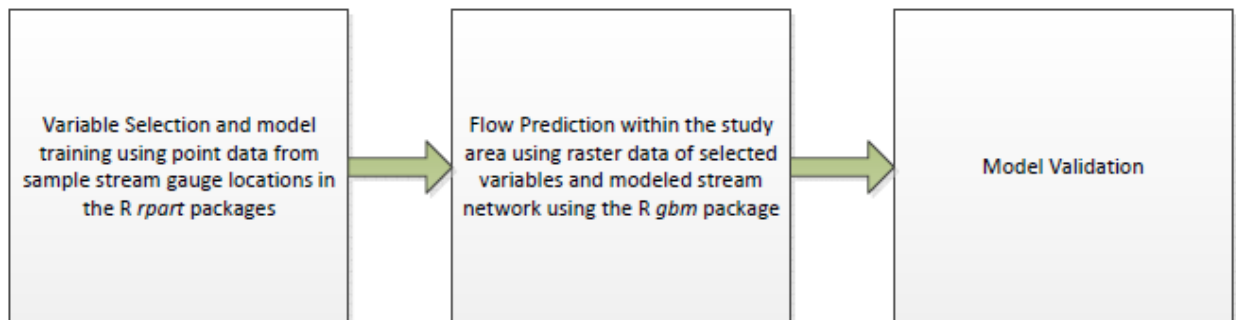 Variable Selection and model
training using point data from
sample stream gauge locations in
the R rpart packages
Flow Prediction within the study
area using raster data of selected
variables and modeled stream
network using the R gbm package
Model Validation